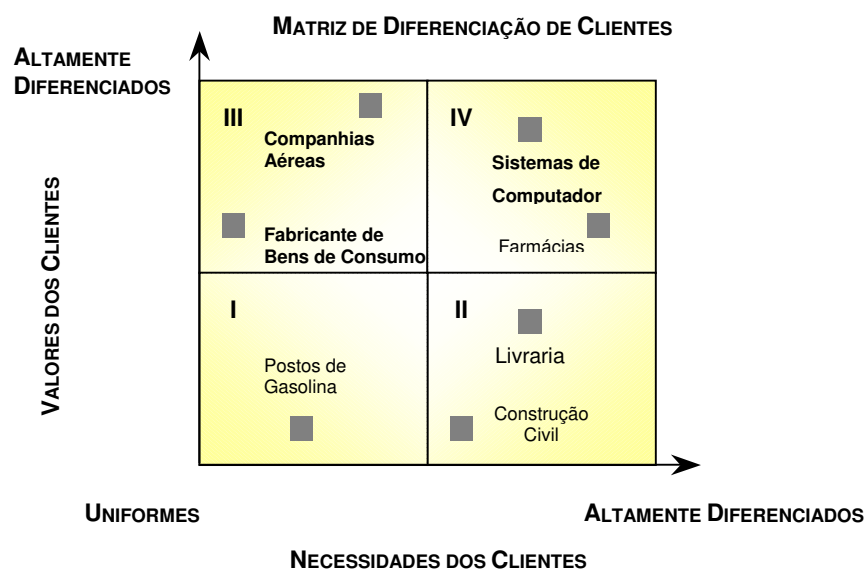 MATRIZ DE DIFERENCIAÇÃO DE CLIENTES
ALTAMENTE
DIFERENCIADOS
VALORES DOS CLIENTES
III
Companhias
Aéreas
Fabricante de
Bens de Consumo
IV
Sistemas de
Computador
Farmácias
I
Postos de
Gasolina
II
Livraria
Construção
Civil
UNIFORMES
ALTAMENTE DIFERENCIADOS
NECESSIDADES DOS CLIENTES